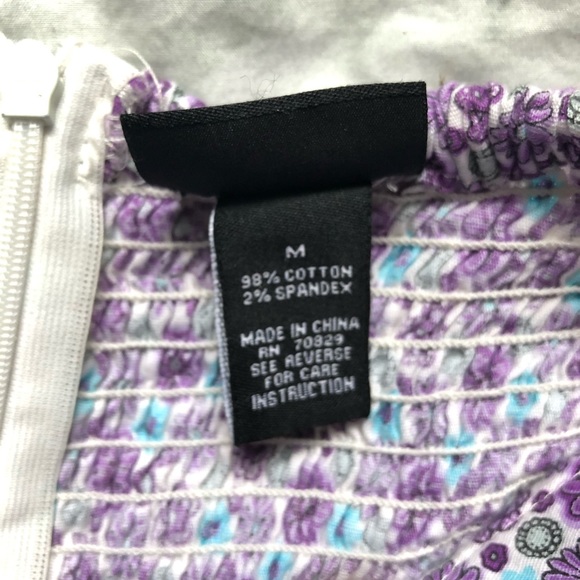 M
98% COTTON
2% SPANDEX
MADE IN CHINA
RN 70829
SEE REVERSE
FOR CARE
INSTRUCTION